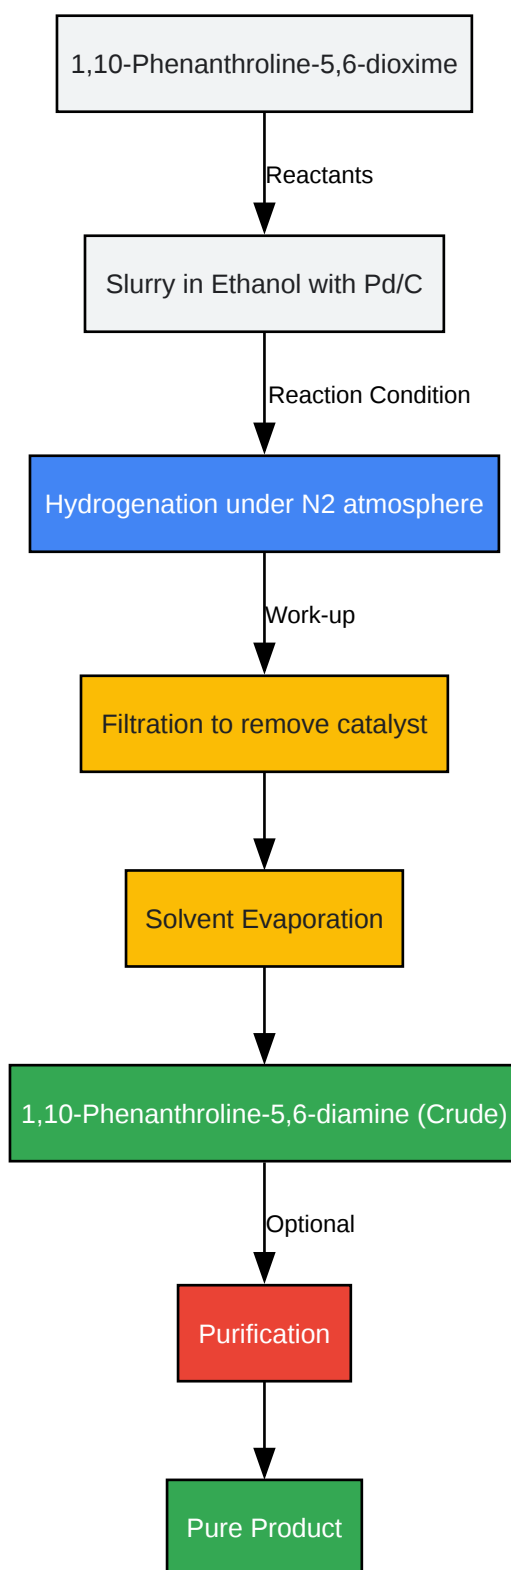 1,10-Phenanthroline-5,6-dioxime
Reactants
Slurry in Ethanol with Pd/C
Reaction Condition
Hydrogenation under N2 atmosphere
Work-up
Filtration to remove catalyst
Solvent Evaporation
1,10-Phenanthroline-5,6-diamine (Crude)
Optional
Purification
Pure Product